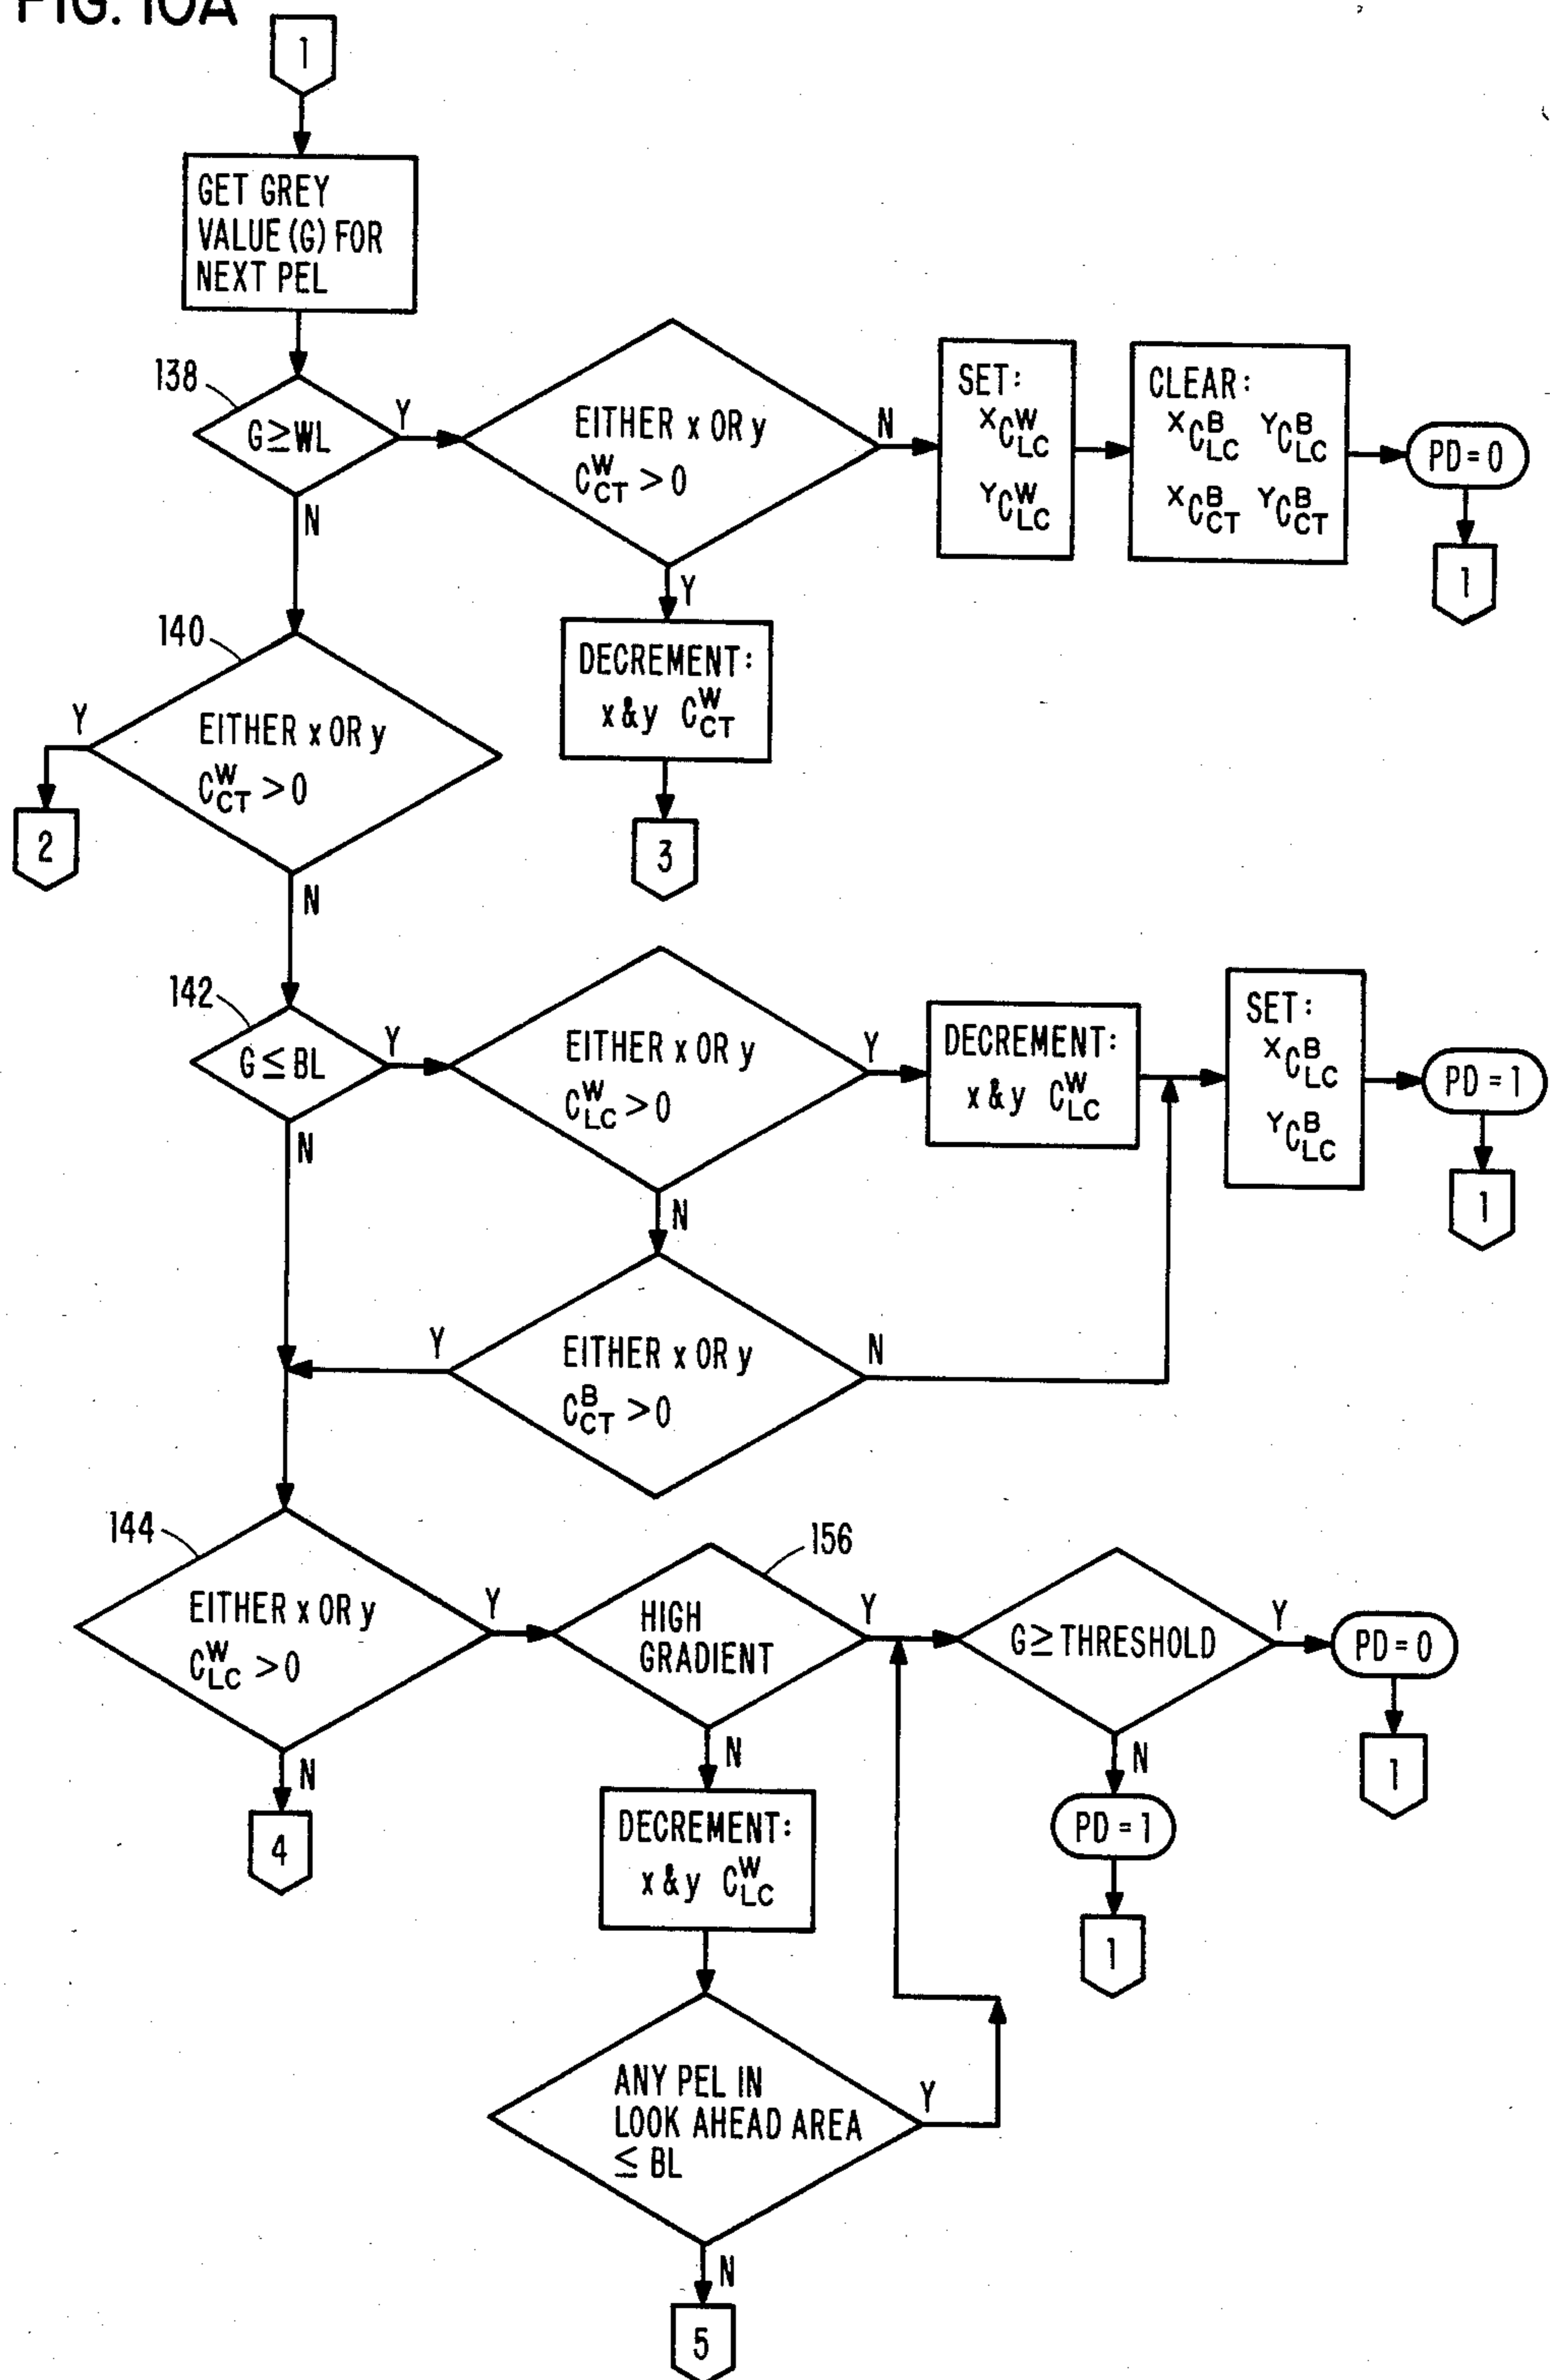 FIG. 10A
1
GET GREY
VALUE (G) FOR
NEXT PEL
138
G ≥ WL
Y
N
EITHER x OR y
C^W_CT > 0
N
Y
SET:
^XC^W_LC
^YC^W_LC
CLEAR:
^XC^B_LC ^YC^B_LC
^XC^B_CT ^YC^B_CT
PD = 0
1
DECREMENT:
x & y C^W_CT
3
140
EITHER x OR y
C^W_CT > 0
Y
2
N
142
G ≤ BL
Y
N
EITHER x OR y
C^W_LC > 0
Y
N
DECREMENT:
x & y C^W_LC
SET:
^XC^B_LC
^YC^B_LC
PD = 1
1
EITHER x OR y
C^B_CT > 0
Y
N
144
EITHER x OR y
C^W_LC > 0
Y
N
4
156
HIGH
GRADIENT
Y
N
G ≥ THRESHOLD
Y
PD = 0
1
N
PD = 1
1
DECREMENT:
x & y C^W_LC
ANY PEL IN
LOOK AHEAD AREA
≤ BL
Y
N
5